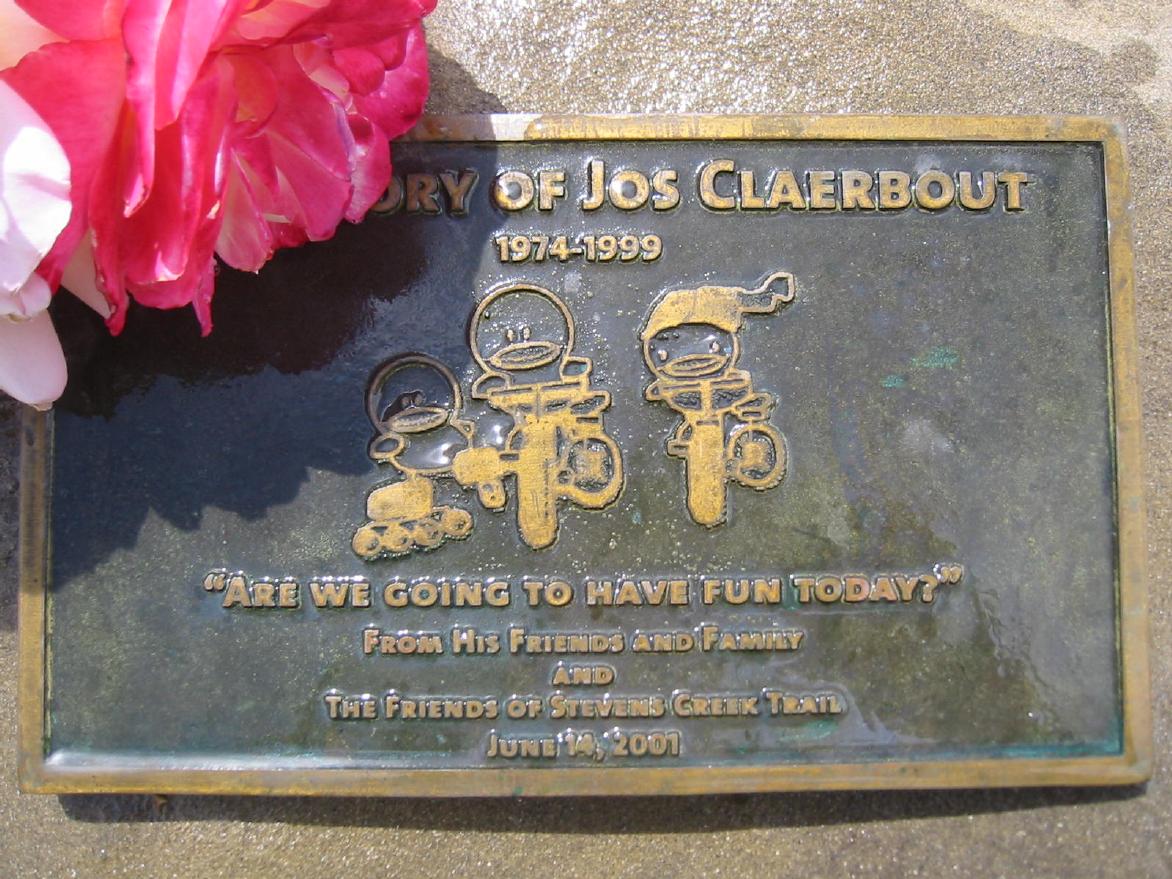 ORY OF JOS CLAERBOUT
1974-1999
“ARE WE GOING TO HAVE FUN TODAY?”
FROM HIS FRIENDS AND FAMILY
AND
THE FRIENDS OF STEVENS CREEK TRAIL
JUNE 14, 2001